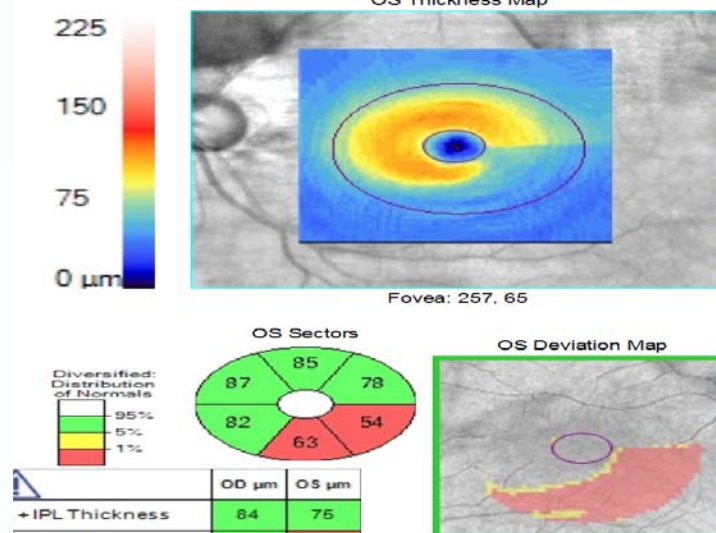 OS Thickness Map
225
150
75
0 µm
Fovea: 257, 65
OS Sectors
OS Deviation Map
Diversified:
Distribution
of Normals
95%
5%
1%
85
87 78
82 54
63
OD µm OS µm
+ IPL Thickness 84 75